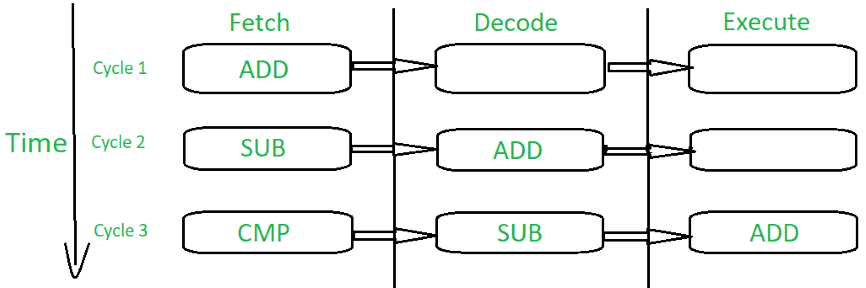 Fetch Decode Execute
Cycle 1 ADD
Time
Cycle 2 SUB ADD
Cycle 3 CMP SUB ADD